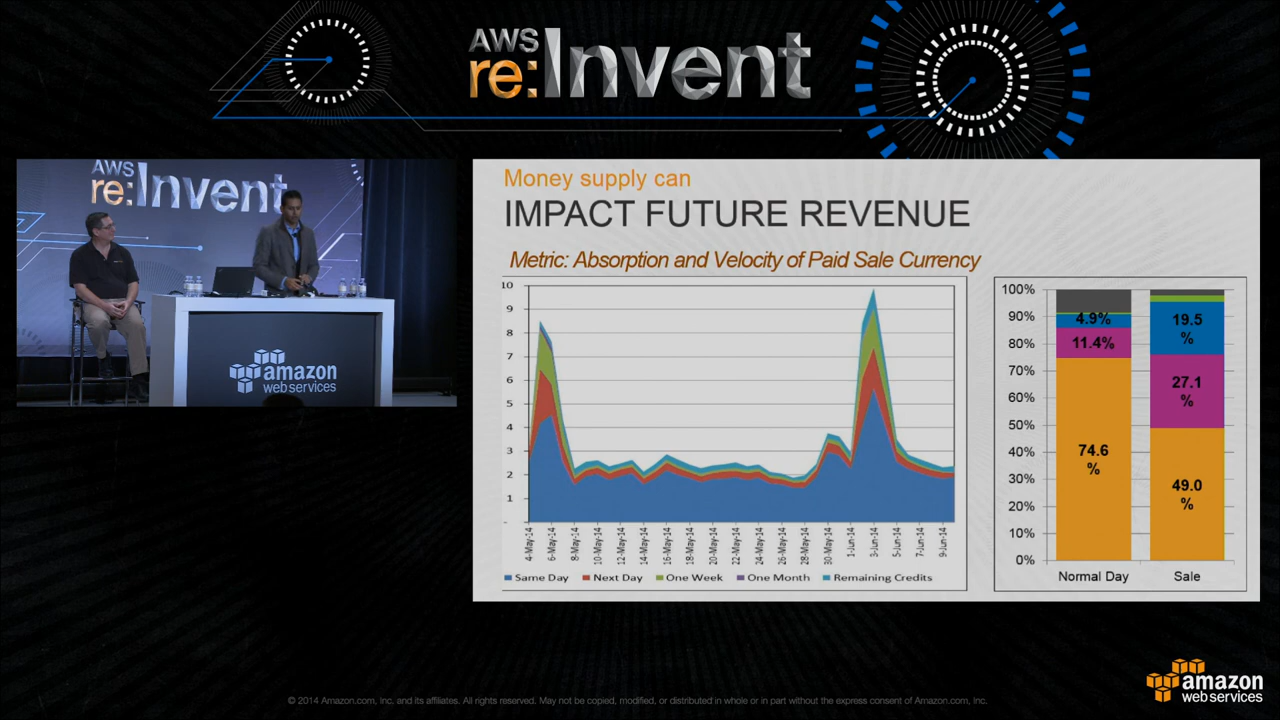 AWS
re:Invent
AWS
re:Invent
amazon
web services
Money supply can
IMPACT FUTURE REVENUE
Metric: Absorption and Velocity of Paid Sale Currency
10
9
8
7
6
5
4
3
2
1
-
4-May-14
6-May-14
8-May-14
10-May-14
12-May-14
14-May-14
16-May-14
18-May-14
20-May-14
22-May-14
24-May-14
26-May-14
28-May-14
30-May-14
1-Jun-14
3-Jun-14
5-Jun-14
7-Jun-14
9-Jun-14
Same Day Next Day One Week One Month Remaining Credits
100%
90%
80%
70%
60%
50%
40%
30%
20%
10%
0%
4.9%
11.4%
74.6
%
19.5
%
27.1
%
49.0
%
Normal Day Sale
© 2014 Amazon.com, Inc, and its affiliates. All rights reserved. May not be copied, modified, or distributed in whole or in part without the express consent of Amazon.com, Inc.
amazon
web services